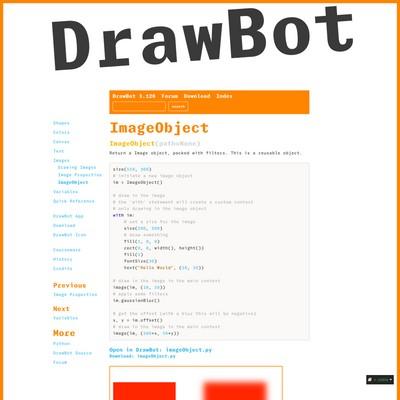 DrawBot
DrawBot 3.128 Forum Download Index
search
Shapes
Colors
Canvas
Text
Images
Drawing Images
Image Properties
ImageObject
Variables
Quick Reference
DrawBot App
Download
DrawBot Icon
Courseware
History
Credits
Previous
Image Properties
Next
Variables
More
Python
DrawBot Source
Forum
ImageObject
ImageObject(pathsName)
Return a Image object, packed with filters. This is a reusable object.
# initiate a new image object
im = ImageObject()
# draw in the image
# the 'with' statement will create a custom context
# only drawing in the image object
with im:
# set a size for the image
size(200, 200)
# draw something
fill(1, 0, 0)
rect(0, 0, width(), height())
fill(1)
fontSize(30)
text("Hello World", (10, 10))
# draw in the image in the main context
image(im, (10, 50))
# apply some filters
im.gaussianBlur()
# get the offset (with a blur this will be negative)
x, y = im.offset()
# draw in the image in the main context
image(im, (300+x, 50+y))
Open in DrawBot: imageObject.py
Download: imageObject.py